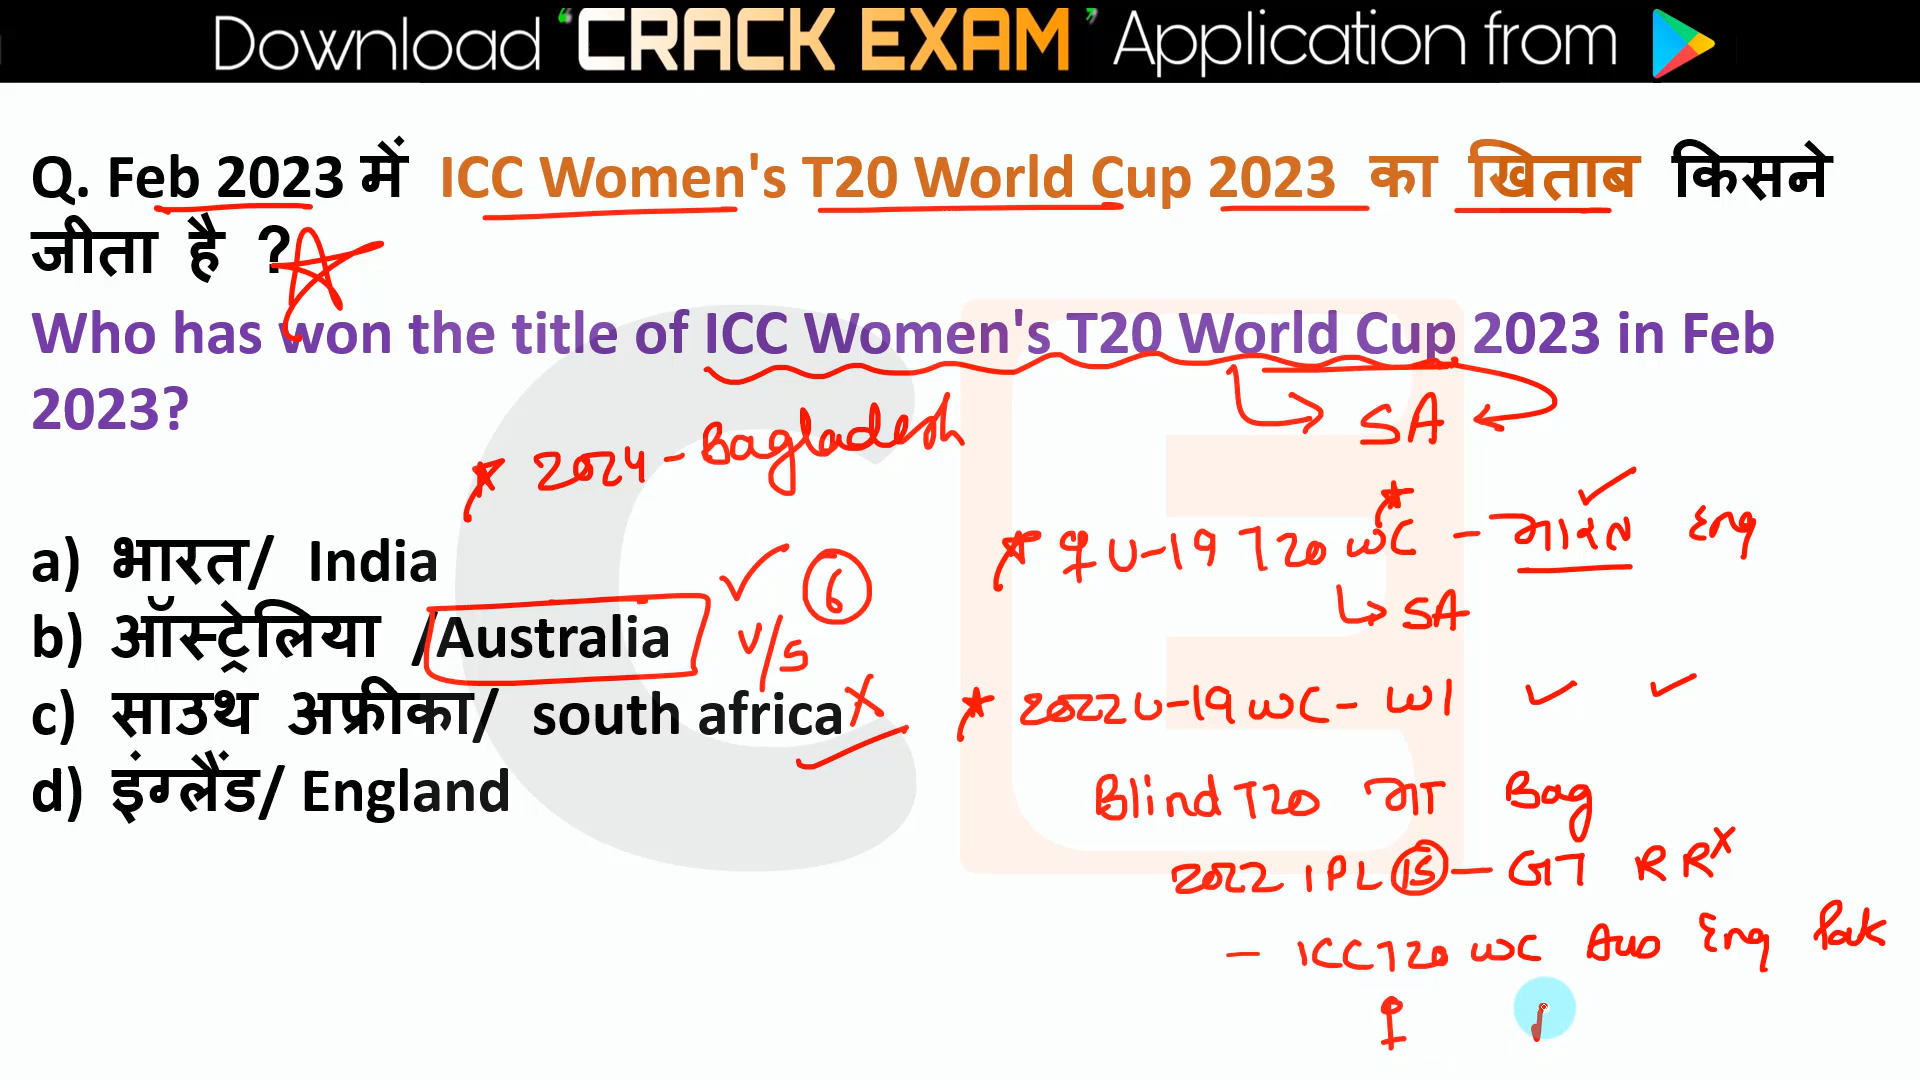 Download “CRACK EXAM” Application from
Q. Feb 2023 में ICC Women's T20 World Cup 2023 का खिताब किसने
जीता है ?
Who has won the title of ICC Women's T20 World Cup 2023 in Feb
2023?
SA
2024 - Bagladesh
U-19 T20 WC - भारत Eng
SA
a) भारत/ India
6
b) ऑस्ट्रेलिया /Australia
v/s
c) साउथ अफ्रीका/ south africa X
2022 U-19 WC - WI
d) इंग्लैंड/ England
Blind T20 भा Bag
2022 IPL 15 - GT RR X
- ICC T20 WC Aus Eng Pak